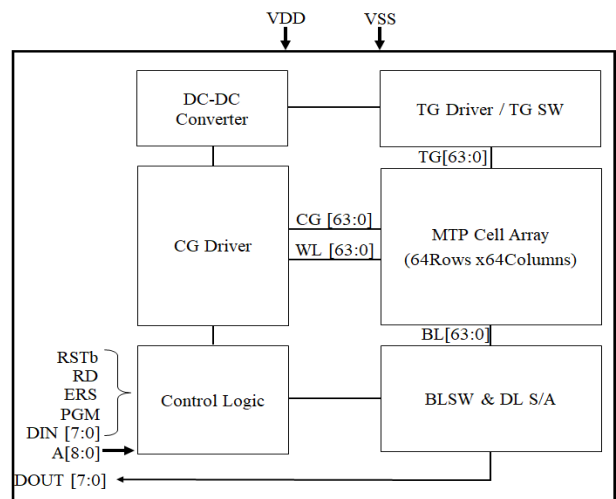 VDD
VSS
DC-DC
Converter
TG Driver / TG SW
TG[63:0]
CG Driver
CG [63:0]
WL [63:0]
MTP Cell Array
(64Rows x64Columns)
BL[63:0]
RSTb
RD
ERS
PGM
DIN [7:0]
A[8:0]
Control Logic
BLSW & DL S/A
DOUT [7:0]